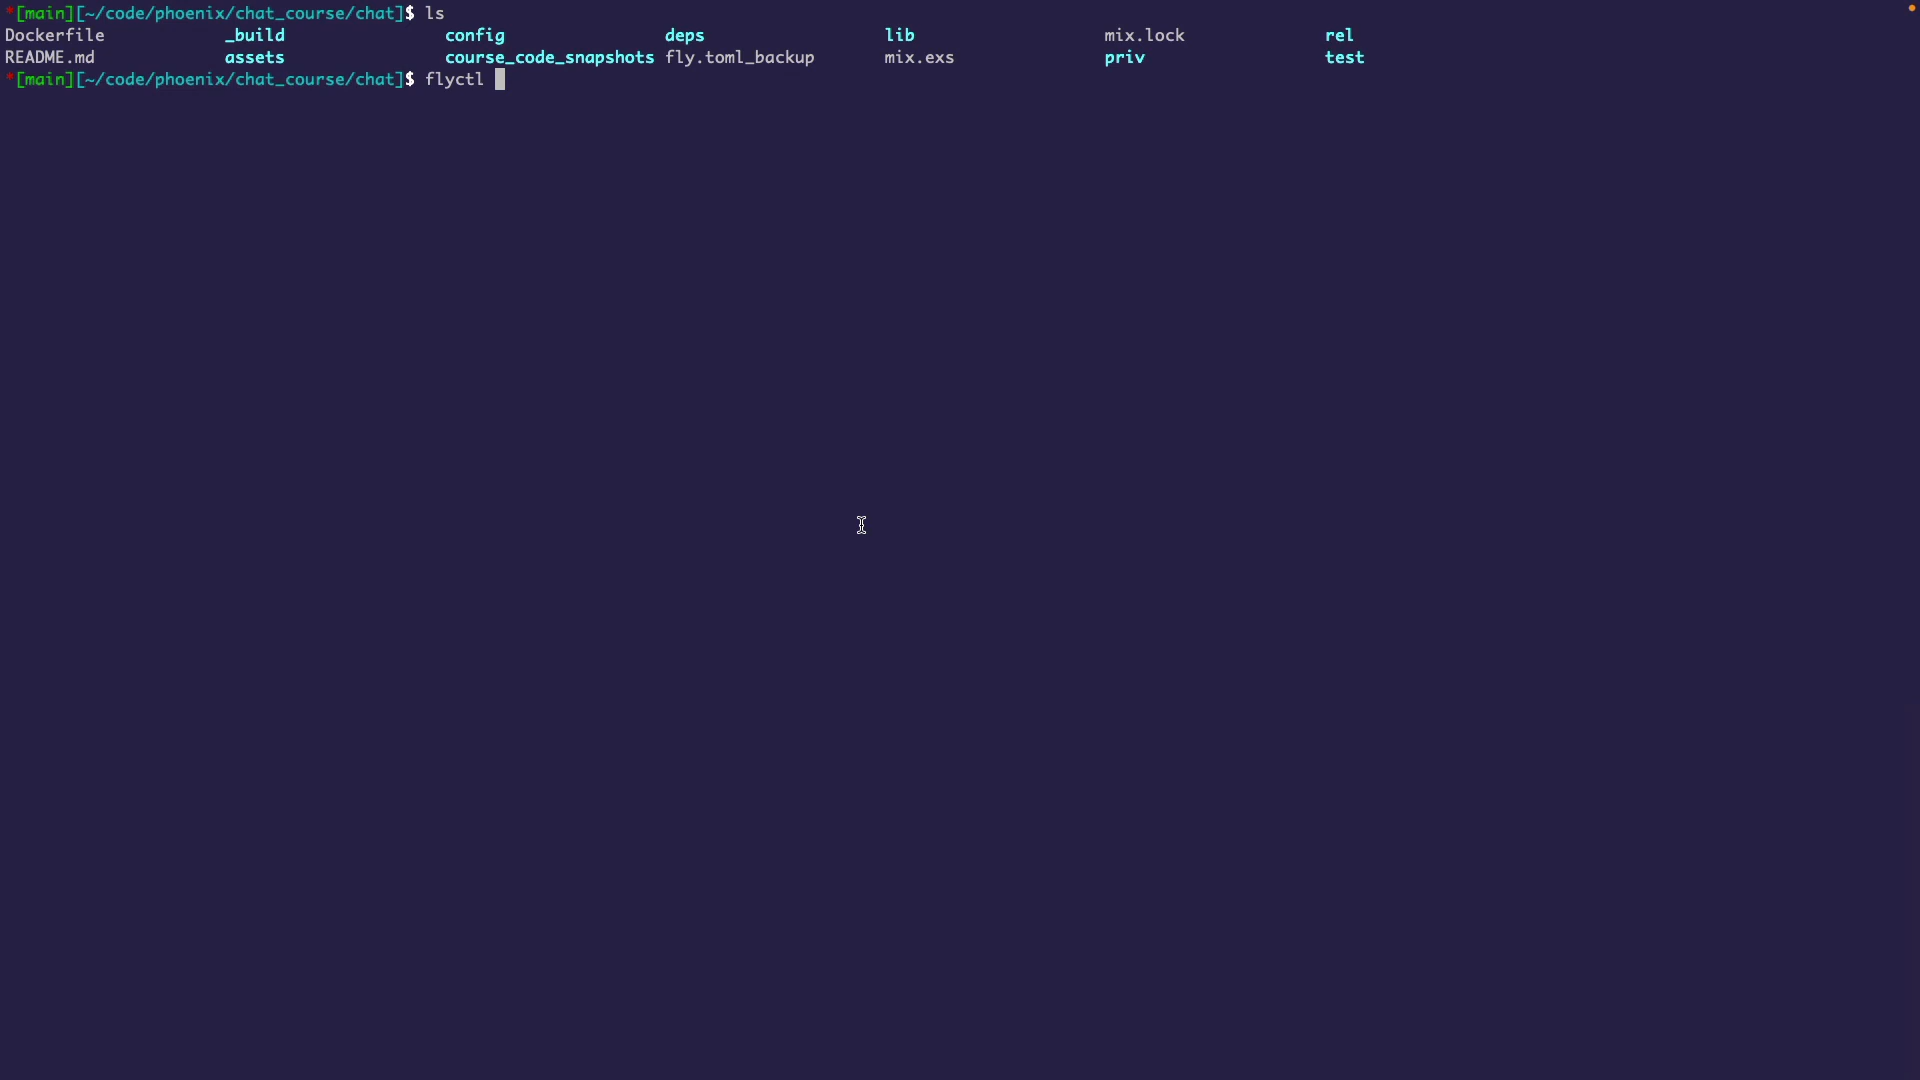 *[main][~/code/phoenix/chat_course/chat]$ ls
Dockerfile _build config deps lib mix.lock rel
README.md assets course_code_snapshots fly.toml_backup mix.exs priv test
*[main][~/code/phoenix/chat_course/chat]$ flyctl